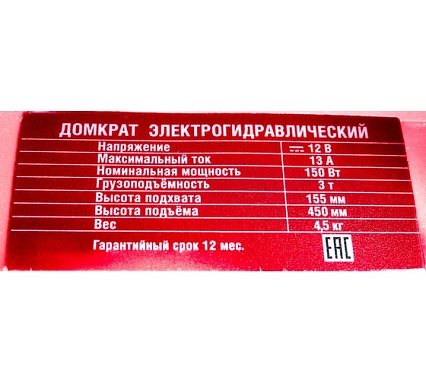 ДОМКРАТ ЭЛЕКТРОГИДРАВЛИЧЕСКИЙ
Напряжение ⎓ 12 В
Максимальный ток 13 А
Номинальная мощность 150 Вт
Грузоподъёмность 3 т
Высота подхвата 155 мм
Высота подъёма 450 мм
Вес 4,5 кг
Гарантийный срок 12 мес. EAC